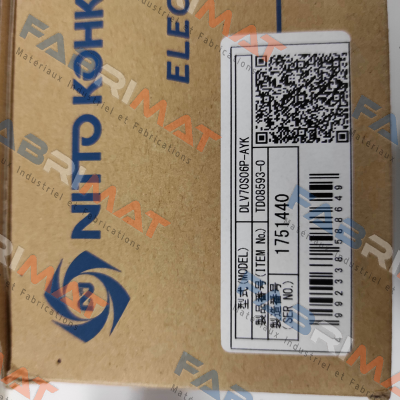 NITTO KOHK
ELEC
型式(MODEL) DLV70S06P-AYK
製品番号(ITEM No.) TD08593-0
製造番号 1751440
(SER NO.)
FABRIMAT
Materiaux Industriel et Fabrications